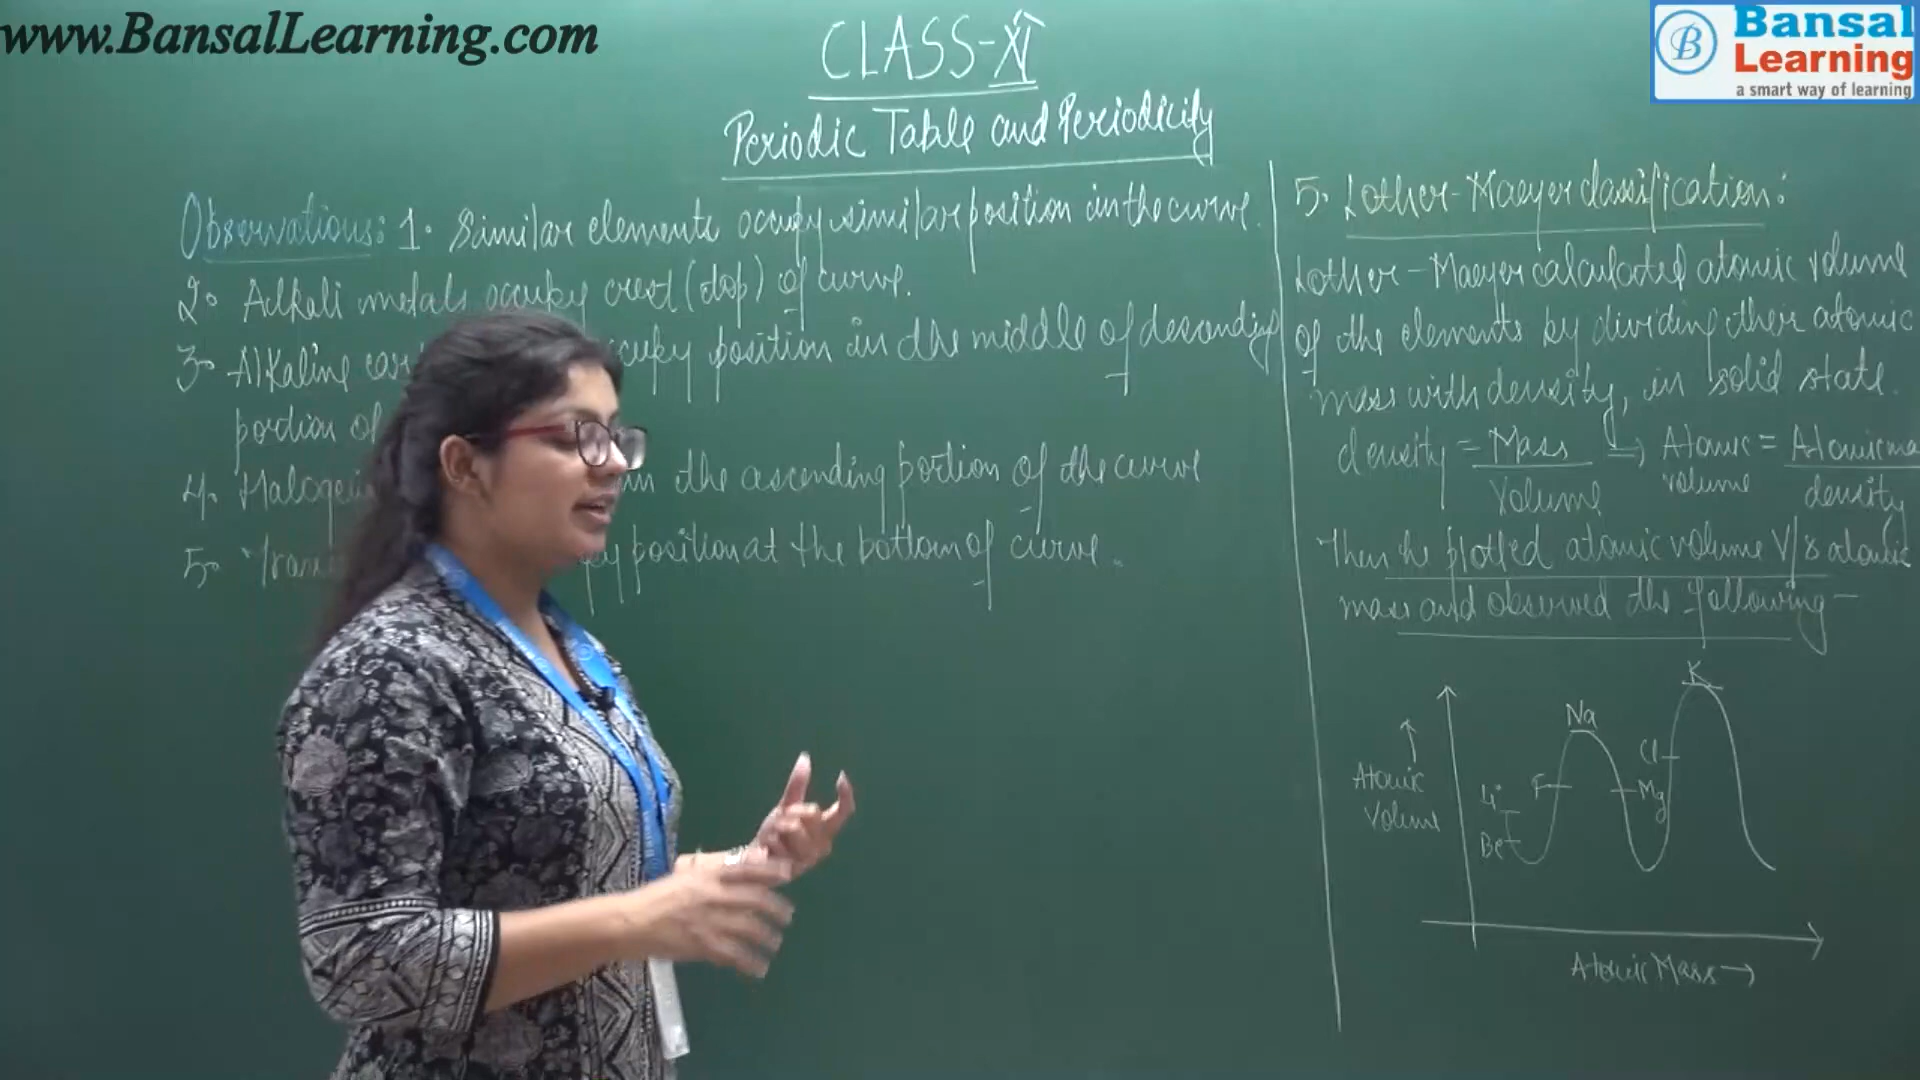 www.BansalLearning.com
Bansal
Learning
a smart way of learning
CLASS-XI
Periodic Table and Periodicity
Observations: 1. Similar elements occupy similar position in the curve.
2. Alkali metals occupy crest (top) of curve.
3. Alkaline ear cupy position in the middle of descending
portion of
4. Halogen in the ascending portion of the curve
5. Tran py position at the bottom of curve.
5. Lother-Maeyer classification:
Lother-Maeyer calculated atomic volume
of the elements by dividing their atomic
mass with density, in solid state.
density = Mass / Volume ⇒ Atomic volume = Atomic ma / density
Then he plotted atomic volume V/s atomic
mass and observed the following-
K
Na
Cl
Li F Mg
Be
Atomic
Volume
Atomic Mass →